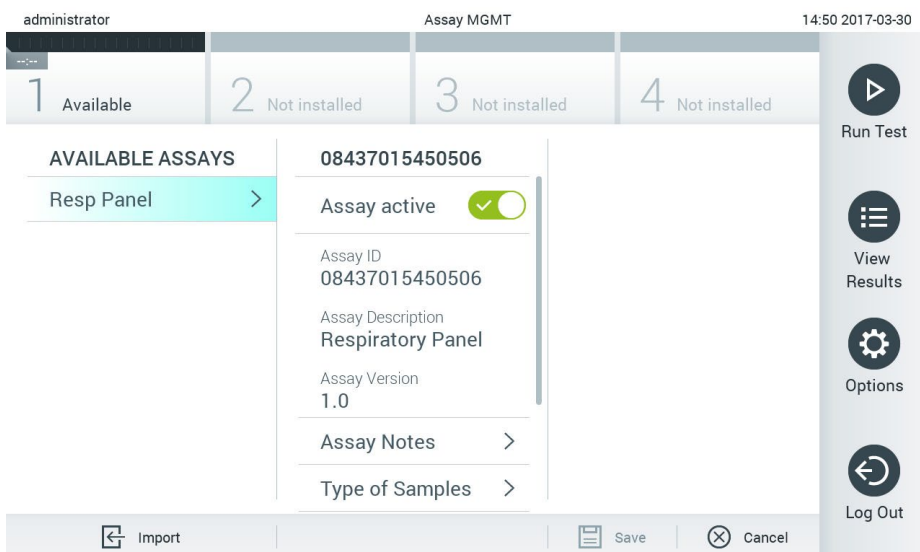 administrator Assay MGMT 14:50 2017-03-30
--:--
1 Available 2 Not installed 3 Not installed 4 Not installed
Run Test
AVAILABLE ASSAYS 08437015450506
Resp Panel > Assay active
View
Results
Assay ID
08437015450506
Assay Description
Respiratory Panel
Options
Assay Version
1.0
Assay Notes >
Type of Samples >
Log Out
Import Save Cancel